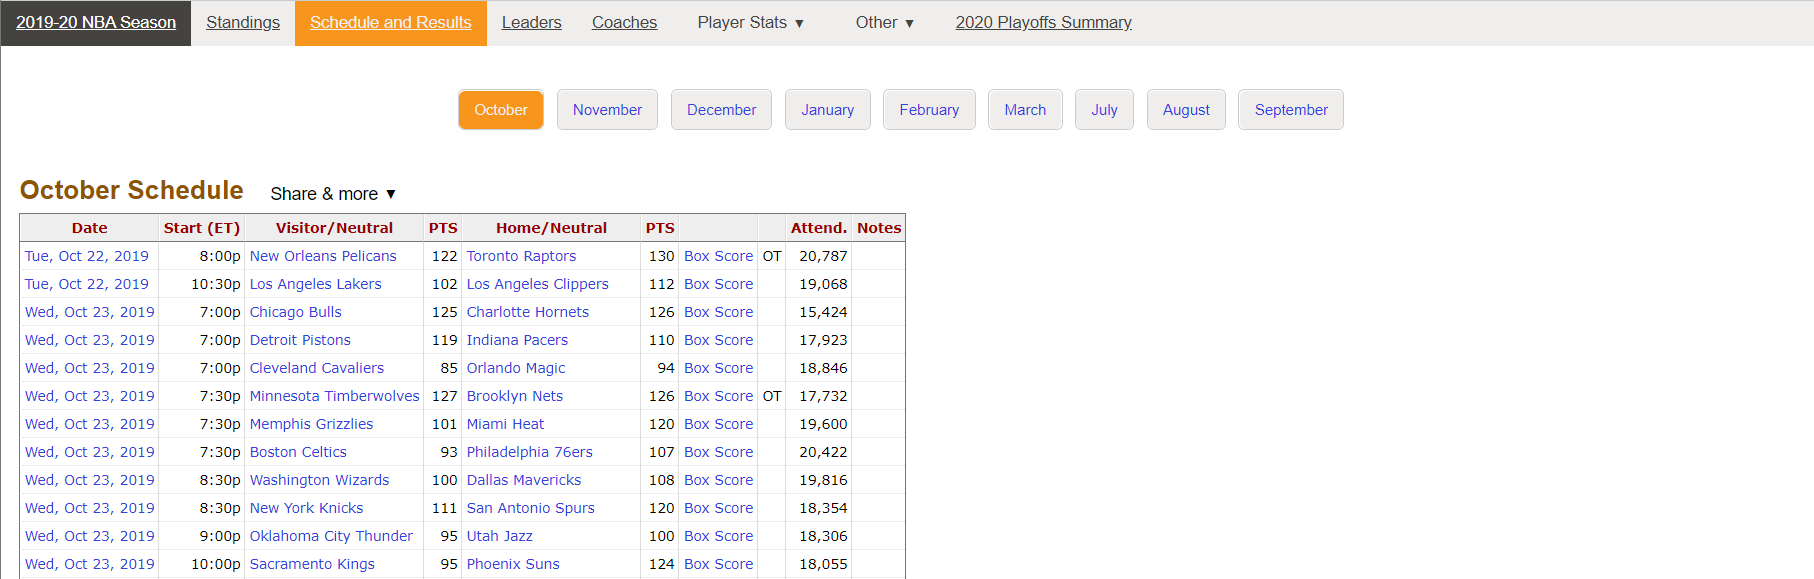 2019-20 NBA Season Standings Schedule and Results Leaders Coaches Player Stats ▼ Other ▼ 2020 Playoffs Summary
October November December January February March July August September
October Schedule Share & more ▼
Date Start (ET) Visitor/Neutral PTS Home/Neutral PTS Attend. Notes
Tue, Oct 22, 2019 8:00p New Orleans Pelicans 122 Toronto Raptors 130 Box Score OT 20,787
Tue, Oct 22, 2019 10:30p Los Angeles Lakers 102 Los Angeles Clippers 112 Box Score 19,068
Wed, Oct 23, 2019 7:00p Chicago Bulls 125 Charlotte Hornets 126 Box Score 15,424
Wed, Oct 23, 2019 7:00p Detroit Pistons 119 Indiana Pacers 110 Box Score 17,923
Wed, Oct 23, 2019 7:00p Cleveland Cavaliers 85 Orlando Magic 94 Box Score 18,846
Wed, Oct 23, 2019 7:30p Minnesota Timberwolves 127 Brooklyn Nets 126 Box Score OT 17,732
Wed, Oct 23, 2019 7:30p Memphis Grizzlies 101 Miami Heat 120 Box Score 19,600
Wed, Oct 23, 2019 7:30p Boston Celtics 93 Philadelphia 76ers 107 Box Score 20,422
Wed, Oct 23, 2019 8:30p Washington Wizards 100 Dallas Mavericks 108 Box Score 19,816
Wed, Oct 23, 2019 8:30p New York Knicks 111 San Antonio Spurs 120 Box Score 18,354
Wed, Oct 23, 2019 9:00p Oklahoma City Thunder 95 Utah Jazz 100 Box Score 18,306
Wed, Oct 23, 2019 10:00p Sacramento Kings 95 Phoenix Suns 124 Box Score 18,055